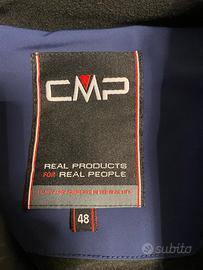 CMP
REAL PRODUCTS
FOR REAL PEOPLE
48
subito